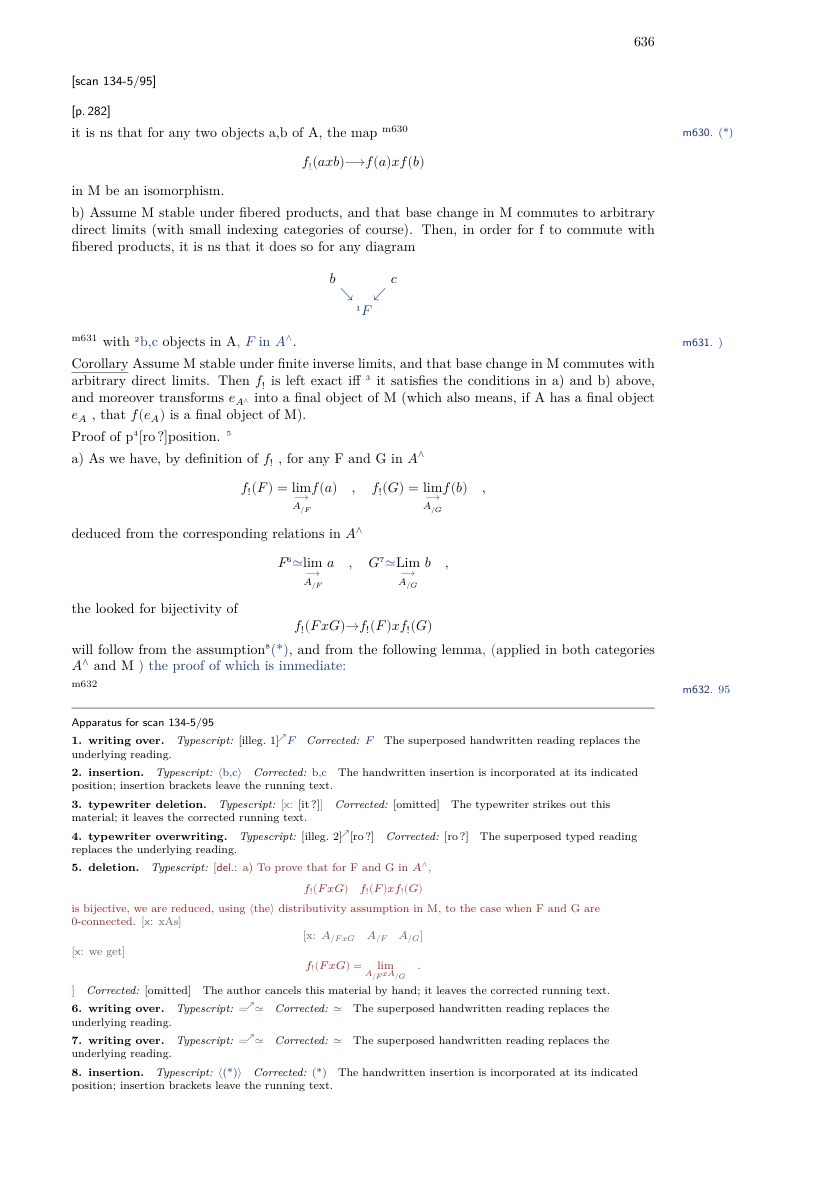 636
[scan 134-5/95]
[p. 282]
it is ns that for any two objects a,b of A, the map m630
m630. (*)
f!(axb)⟶f(a)xf(b)
in M be an isomorphism.
b) Assume M stable under fibered products, and that base change in M commutes to arbitrary
direct limits (with small indexing categories of course). Then, in order for f to commute with
fibered products, it is ns that it does so for any diagram
b c
↘ ↙
¹F
m631 with ²b,c objects in A, F in A^.
m631. )
Corollary Assume M stable under finite inverse limits, and that base change in M commutes with
arbitrary direct limits. Then f! is left exact iff ³ it satisfies the conditions in a) and b) above,
and moreover transforms e_A^ into a final object of M (which also means, if A has a final object
e_A , that f(e_A) is a final object of M).
Proof of p⁴[ro ?]position. ⁵
a) As we have, by definition of f! , for any F and G in A^
f!(F) = lim f(a) , f!(G) = lim f(b) ,
→ →
A/F A/G
deduced from the corresponding relations in A^
F⁶≃lim a , G⁷≃Lim b ,
→ →
A/F A/G
the looked for bijectivity of
f!(FxG)→f!(F)xf!(G)
will follow from the assumption⁸(*), and from the following lemma, (applied in both categories
A^ and M ) the proof of which is immediate:
m632
m632. 95
Apparatus for scan 134-5/95
1. writing over. Typescript: [illeg. 1]↗F Corrected: F The superposed handwritten reading replaces the
underlying reading.
2. insertion. Typescript: ⟨b,c⟩ Corrected: b,c The handwritten insertion is incorporated at its indicated
position; insertion brackets leave the running text.
3. typewriter deletion. Typescript: [x: [it ?]] Corrected: [omitted] The typewriter strikes out this
material; it leaves the corrected running text.
4. typewriter overwriting. Typescript: [illeg. 2]↗[ro ?] Corrected: [ro ?] The superposed typed reading
replaces the underlying reading.
5. deletion. Typescript: [del.: a) To prove that for F and G in A^,
f!(FxG) f!(F)xf!(G)
is bijective, we are reduced, using ⟨the⟩ distributivity assumption in M, to the case when F and G are
0-connected. [x: xAs]
[x: A/FxG A/F A/G]
[x: we get]
f!(FxG) = lim .
A/FxA/G
] Corrected: [omitted] The author cancels this material by hand; it leaves the corrected running text.
6. writing over. Typescript: =↗≃ Corrected: ≃ The superposed handwritten reading replaces the
underlying reading.
7. writing over. Typescript: =↗≃ Corrected: ≃ The superposed handwritten reading replaces the
underlying reading.
8. insertion. Typescript: ⟨(*)⟩ Corrected: (*) The handwritten insertion is incorporated at its indicated
position; insertion brackets leave the running text.